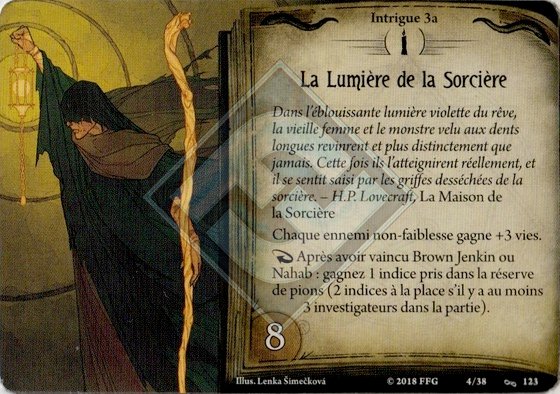 Intrigue 3a
La Lumière de la Sorcière
Dans l'éblouissante lumière violette du rêve,
la vieille femme et le monstre velu aux dents
longues revinrent et plus distinctement que
jamais. Cette fois ils l'atteignirent réellement, et
il se sentit saisi par les griffes desséchées de la
sorcière. – H.P. Lovecraft, La Maison de
la Sorcière
Chaque ennemi non-faiblesse gagne +3 vies.
Après avoir vaincu Brown Jenkin ou
Nahab : gagnez 1 indice pris dans la réserve
de pions (2 indices à la place s'il y a au moins
3 investigateurs dans la partie).
8
Illus. Lenka Šimečková © 2018 FFG 4/38 123